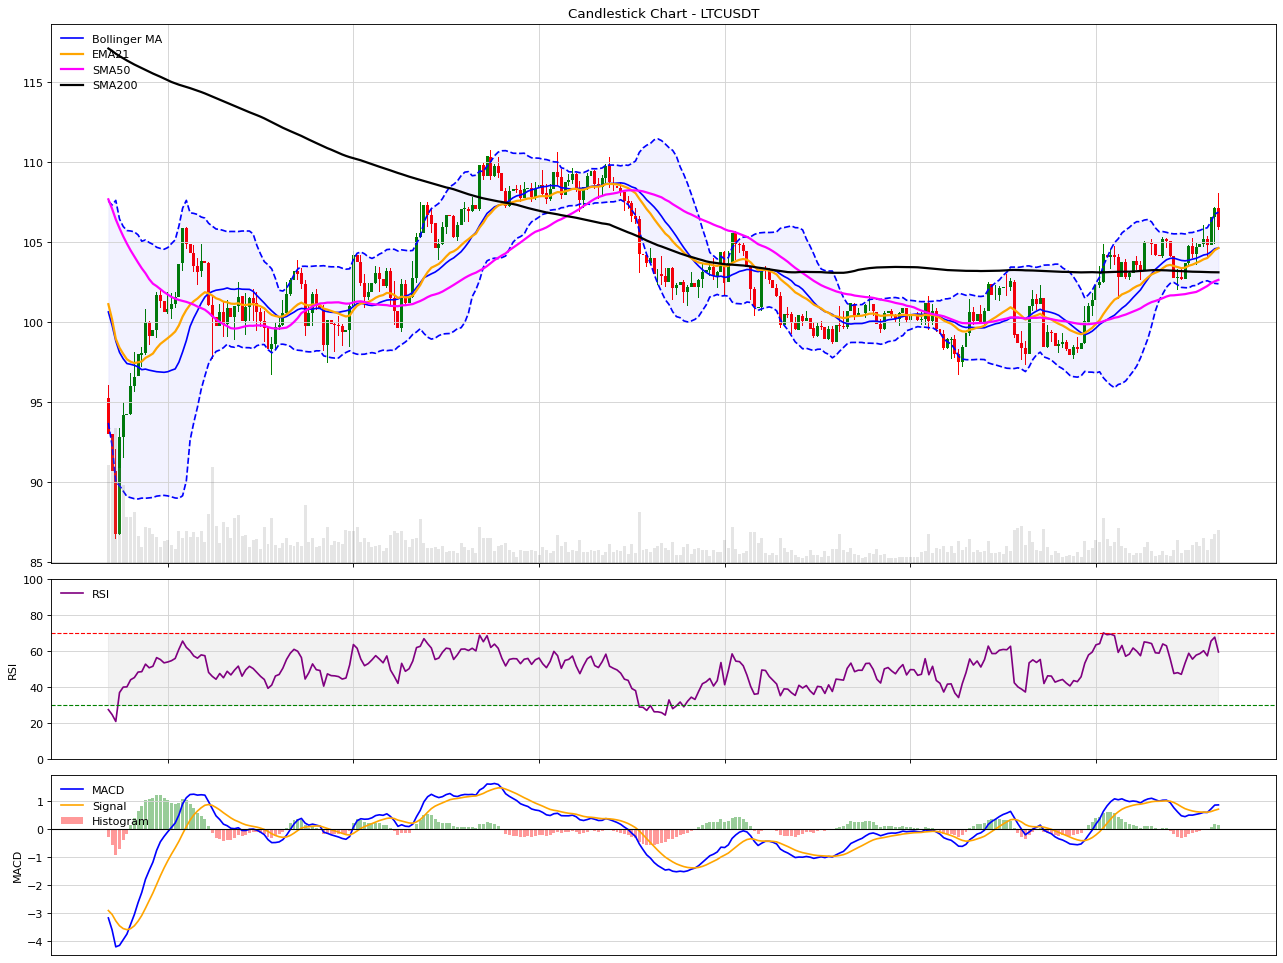 Candlestick Chart - LTCUSDT
Bollinger MA
EMA21
SMA50
SMA200
115
110
105
100
95
90
85
100
80
60
40
20
0
RSI
RSI
1
0
−1
−2
−3
−4
MACD
MACD
Signal
Histogram